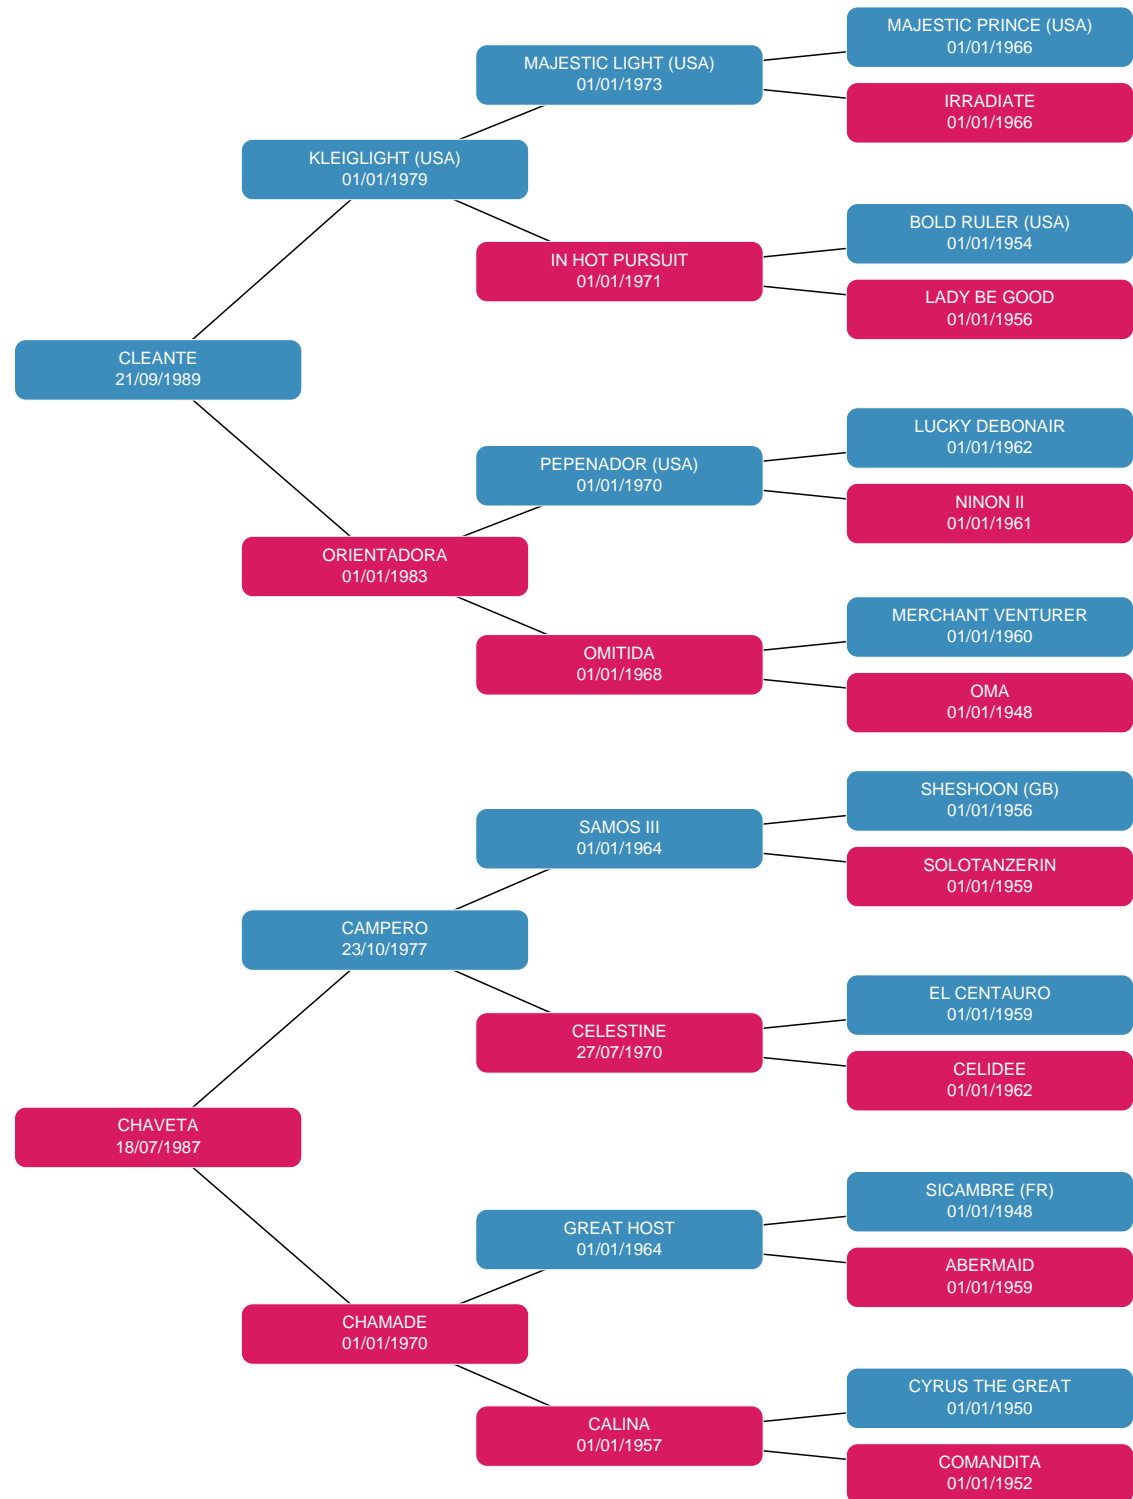 MAJESTIC PRINCE (USA)
01/01/1966
MAJESTIC LIGHT (USA)
01/01/1973
IRRADIATE
01/01/1966
KLEIGLIGHT (USA)
01/01/1979
BOLD RULER (USA)
01/01/1954
IN HOT PURSUIT
01/01/1971
LADY BE GOOD
01/01/1956
CLEANTE
21/09/1989
LUCKY DEBONAIR
01/01/1962
PEPENADOR (USA)
01/01/1970
NINON II
01/01/1961
ORIENTADORA
01/01/1983
MERCHANT VENTURER
01/01/1960
OMITIDA
01/01/1968
OMA
01/01/1948
SHESHOON (GB)
01/01/1956
SAMOS III
01/01/1964
SOLOTANZERIN
01/01/1959
CAMPERO
23/10/1977
EL CENTAURO
01/01/1959
CELESTINE
27/07/1970
CELIDEE
01/01/1962
CHAVETA
18/07/1987
SICAMBRE (FR)
01/01/1948
GREAT HOST
01/01/1964
ABERMAID
01/01/1959
CHAMADE
01/01/1970
CYRUS THE GREAT
01/01/1950
CALINA
01/01/1957
COMANDITA
01/01/1952